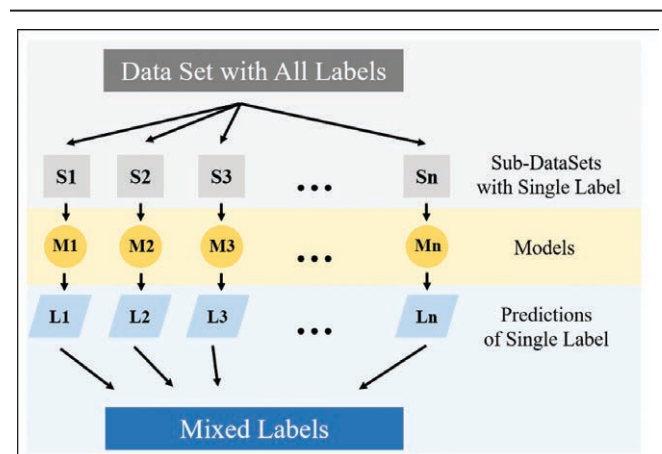 Data Set with All Labels
S1 S2 S3 ... Sn
Sub-DataSets
with Single Label
M1 M2 M3 ... Mn
Models
L1 L2 L3 ... Ln
Predictions
of Single Label
Mixed Labels